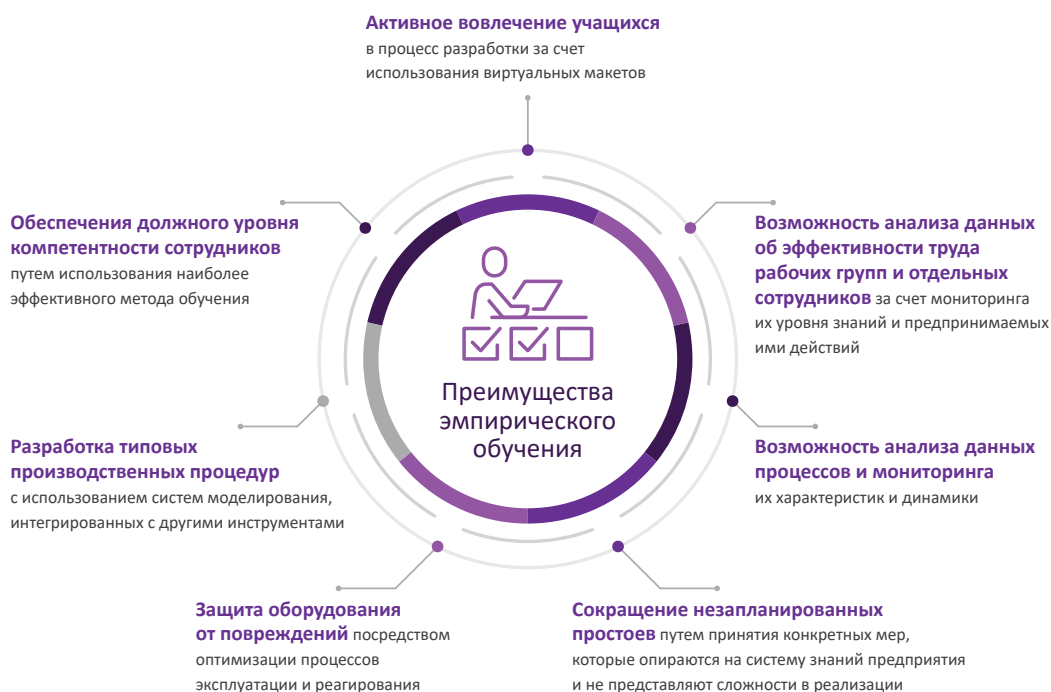 Активное вовлечение учащихся
в процесс разработки за счет
использования виртуальных макетов
Обеспечения должного уровня
компетентности сотрудников
путем использования наиболее
эффективного метода обучения
Возможность анализа данных
об эффективности труда
рабочих групп и отдельных
сотрудников за счет мониторинга
их уровня знаний и предпринимаемых
ими действий
Преимущества
эмпирического
обучения
Разработка типовых
производственных процедур
с использованием систем моделирования,
интегрированных с другими инструментами
Возможность анализа данных
процессов и мониторинга
их характеристик и динамики
Защита оборудования
от повреждений посредством
оптимизации процессов
эксплуатации и реагирования
Сокращение незапланированных
простоев путем принятия конкретных мер,
которые опираются на систему знаний предприятия
и не представляют сложности в реализации